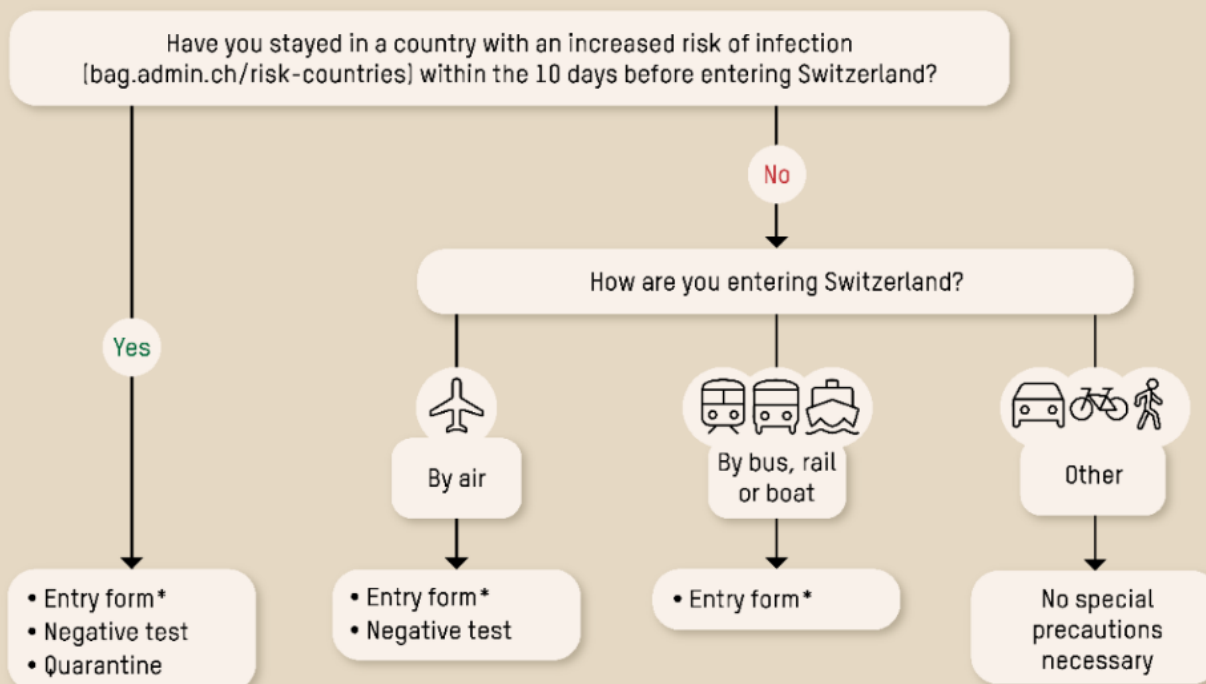 Have you stayed in a country with an increased risk of infection
(bag.admin.ch/risk-countries) within the 10 days before entering Switzerland?
No
How are you entering Switzerland?
Yes
By air
By bus, rail
or boat
Other
• Entry form*
• Negative test
• Quarantine
• Entry form*
• Negative test
• Entry form*
No special
precautions
necessary